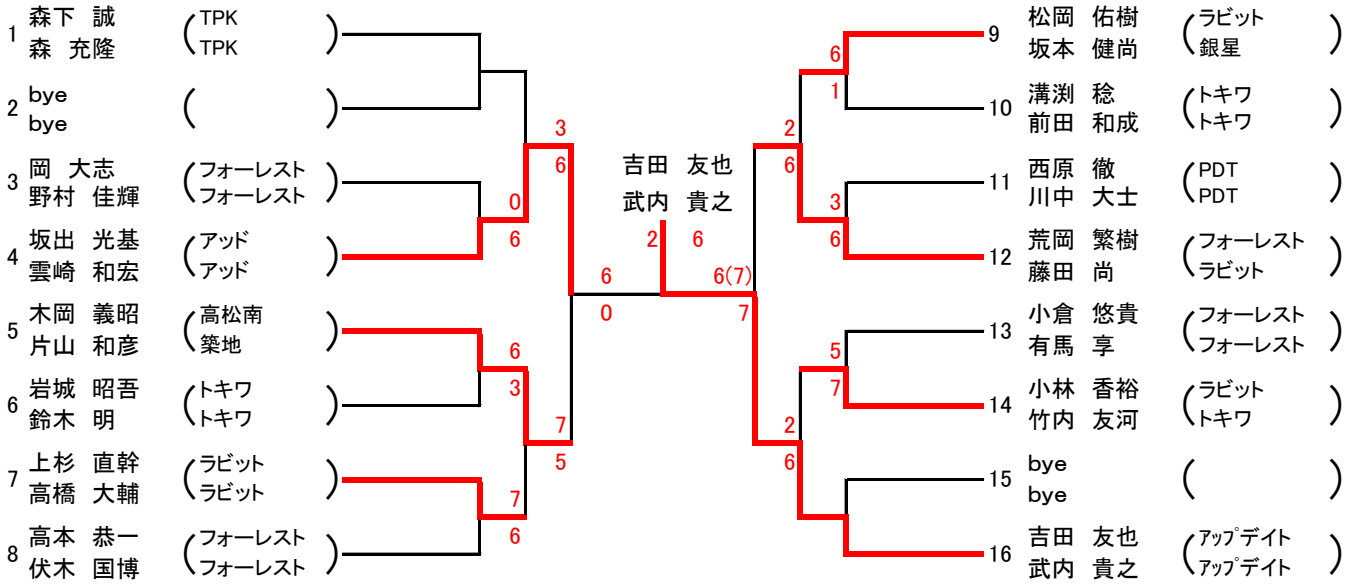 1 森下 誠 (TPK)
森 充隆 (TPK)
2 bye ( )
bye
3 岡 大志 (フォーレスト)
野村 佳輝 (フォーレスト)
4 坂出 光基 (アッド)
雲崎 和宏 (アッド)
5 木岡 義昭 (高松南)
片山 和彦 (築地)
6 岩城 昭吾 (トキワ)
鈴木 明 (トキワ)
7 上杉 直幹 (ラビット)
高橋 大輔 (ラビット)
8 高本 恭一 (フォーレスト)
伏木 国博 (フォーレスト)
0
6
6
3
7
6
3
6
7
5
6
0
吉田 友也
武内 貴之
2 6
6(7)
7
2
6
2
6
6
1
3
6
5
7
9 松岡 佑樹 (ラビット)
坂本 健尚 (銀星)
10 溝渕 稔 (トキワ)
前田 和成 (トキワ)
11 西原 徹 (PDT)
川中 大士 (PDT)
12 荒岡 繁樹 (フォーレスト)
藤田 尚 (ラビット)
13 小倉 悠貴 (フォーレスト)
有馬 享 (フォーレスト)
14 小林 香裕 (ラビット)
竹内 友河 (トキワ)
15 bye ( )
bye
16 吉田 友也 (アップデイト)
武内 貴之 (アップデイト)